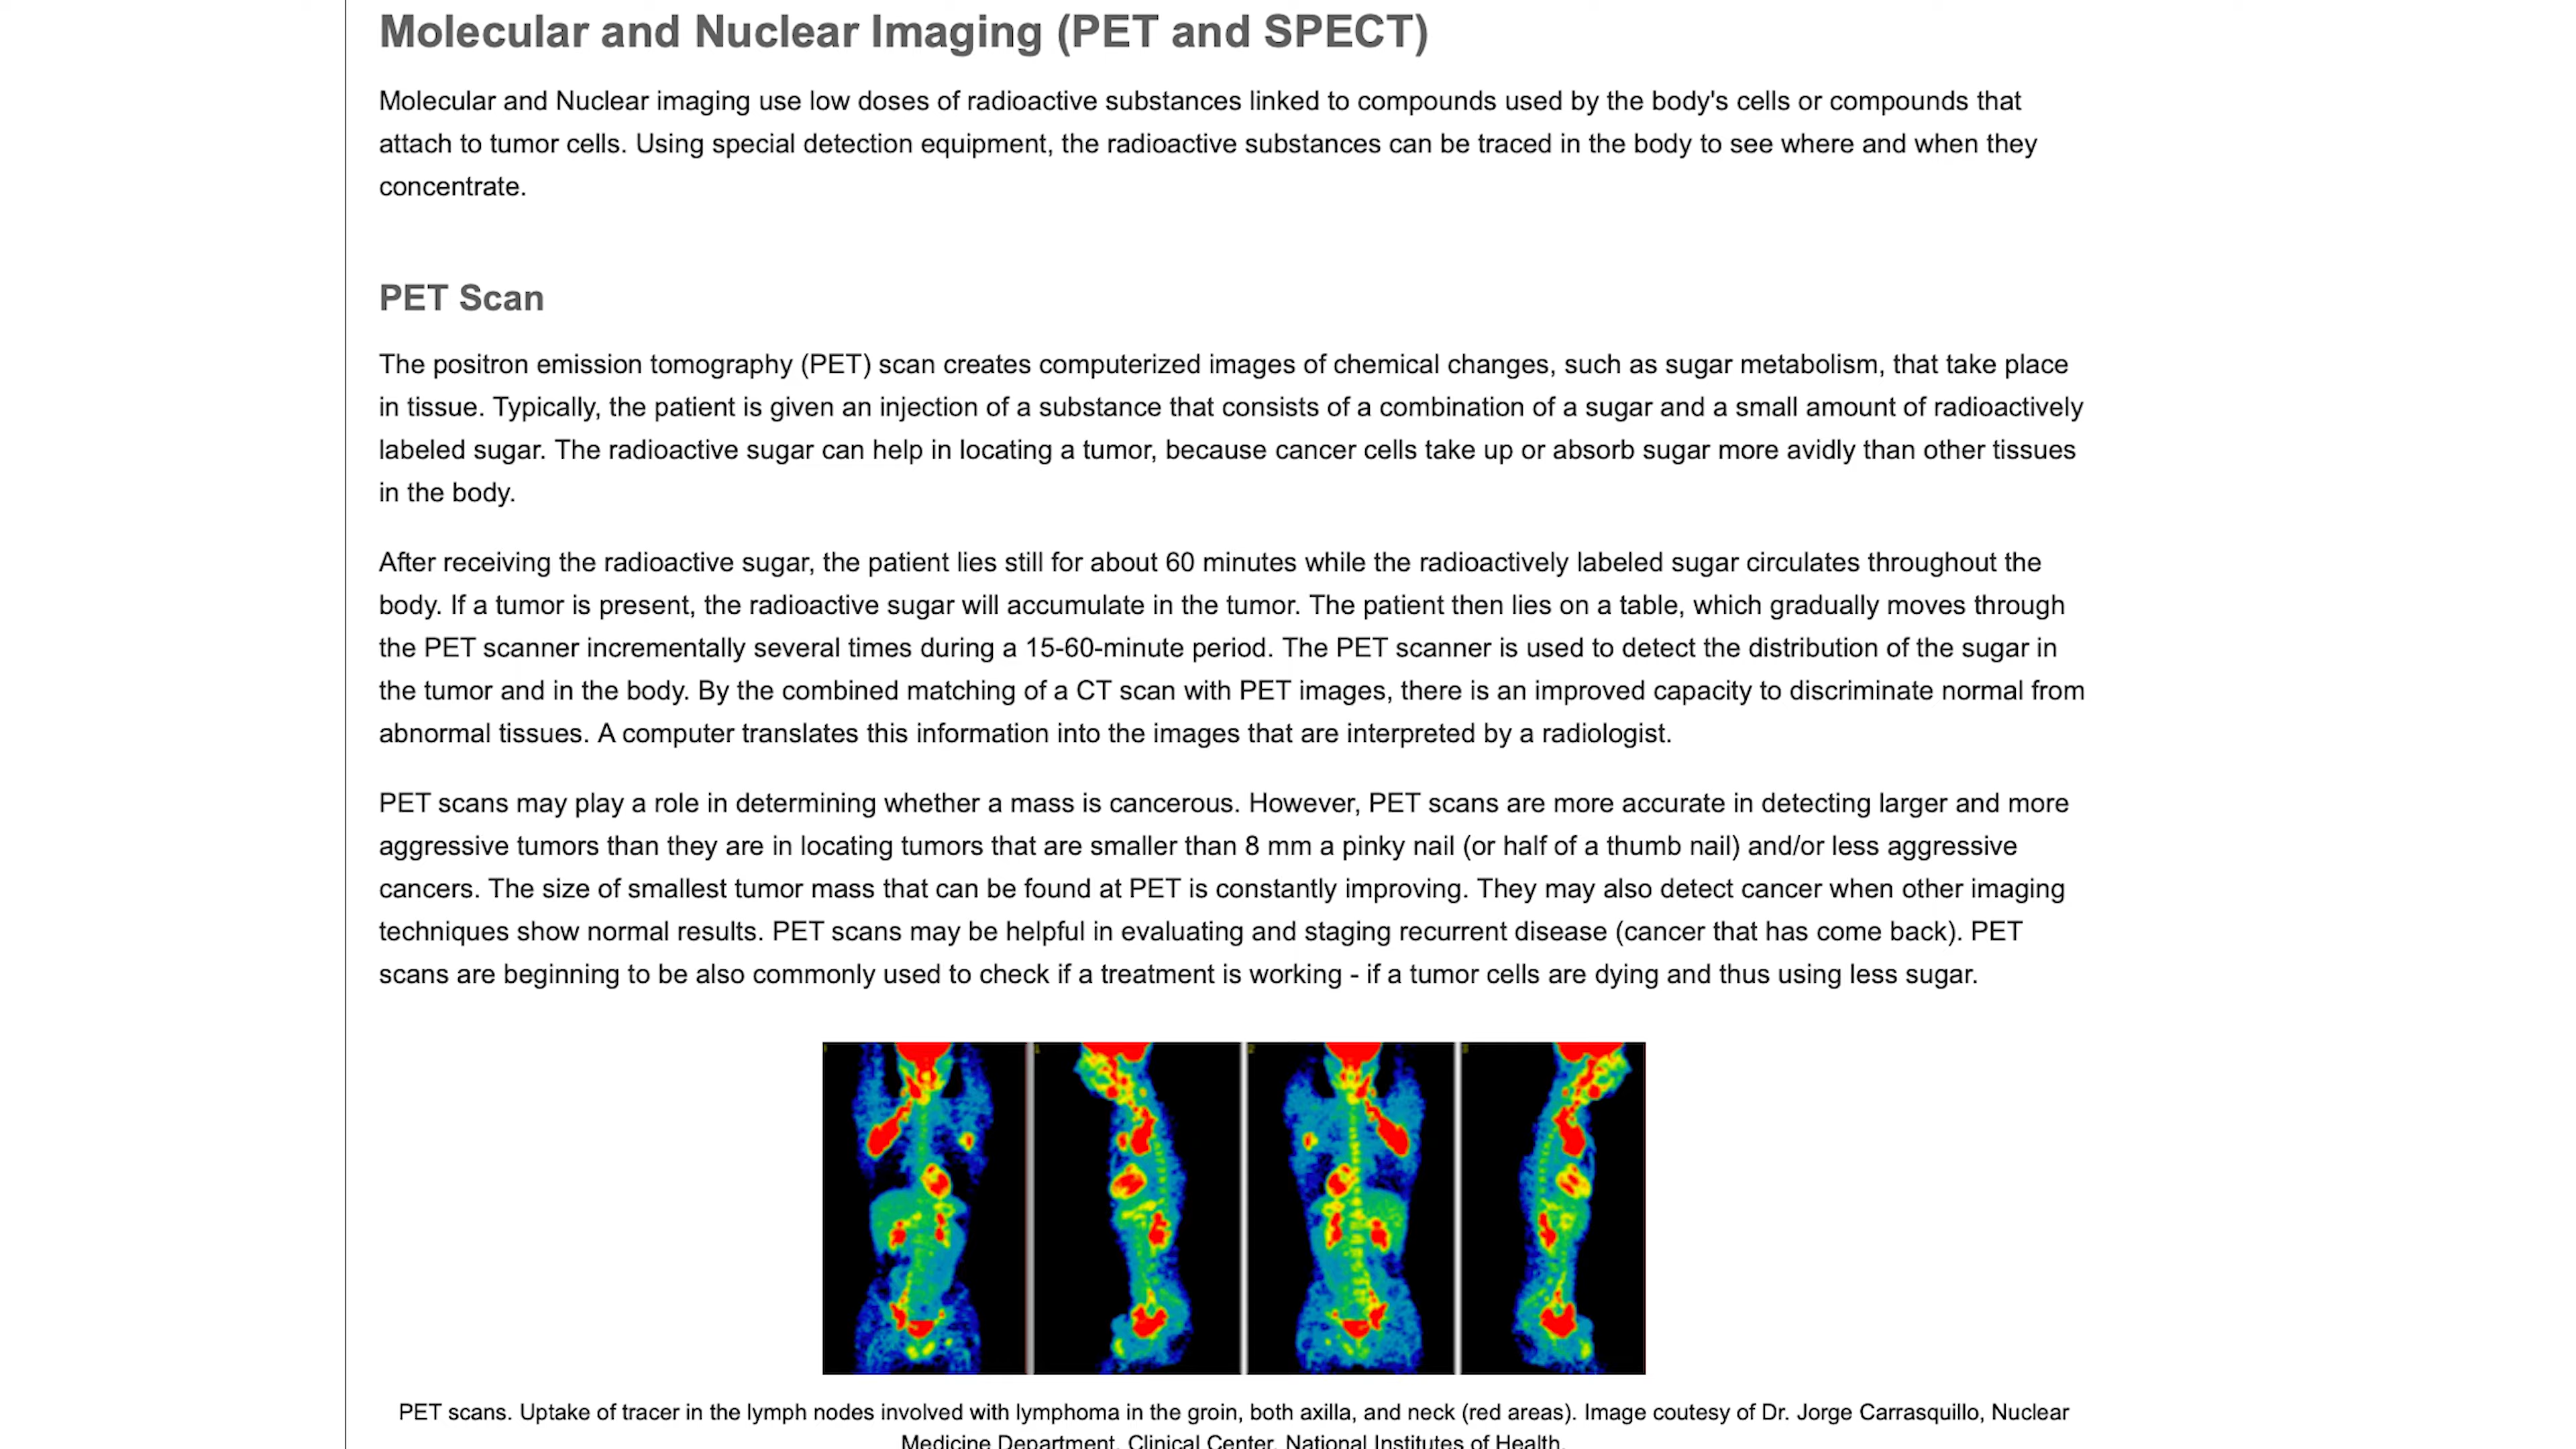 Molecular and Nuclear Imaging (PET and SPECT)
Molecular and Nuclear imaging use low doses of radioactive substances linked to compounds used by the body's cells or compounds that
attach to tumor cells. Using special detection equipment, the radioactive substances can be traced in the body to see where and when they
concentrate.
PET Scan
The positron emission tomography (PET) scan creates computerized images of chemical changes, such as sugar metabolism, that take place
in tissue. Typically, the patient is given an injection of a substance that consists of a combination of a sugar and a small amount of radioactively
labeled sugar. The radioactive sugar can help in locating a tumor, because cancer cells take up or absorb sugar more avidly than other tissues
in the body.
After receiving the radioactive sugar, the patient lies still for about 60 minutes while the radioactively labeled sugar circulates throughout the
body. If a tumor is present, the radioactive sugar will accumulate in the tumor. The patient then lies on a table, which gradually moves through
the PET scanner incrementally several times during a 15-60-minute period. The PET scanner is used to detect the distribution of the sugar in
the tumor and in the body. By the combined matching of a CT scan with PET images, there is an improved capacity to discriminate normal from
abnormal tissues. A computer translates this information into the images that are interpreted by a radiologist.
PET scans may play a role in determining whether a mass is cancerous. However, PET scans are more accurate in detecting larger and more
aggressive tumors than they are in locating tumors that are smaller than 8 mm a pinky nail (or half of a thumb nail) and/or less aggressive
cancers. The size of smallest tumor mass that can be found at PET is constantly improving. They may also detect cancer when other imaging
techniques show normal results. PET scans may be helpful in evaluating and staging recurrent disease (cancer that has come back). PET
scans are beginning to be also commonly used to check if a treatment is working - if a tumor cells are dying and thus using less sugar.
PET scans. Uptake of tracer in the lymph nodes involved with lymphoma in the groin, both axilla, and neck (red areas). Image coutesy of Dr. Jorge Carrasquillo, Nuclear
Medicine Department, Clinical Center, National Institutes of Health.